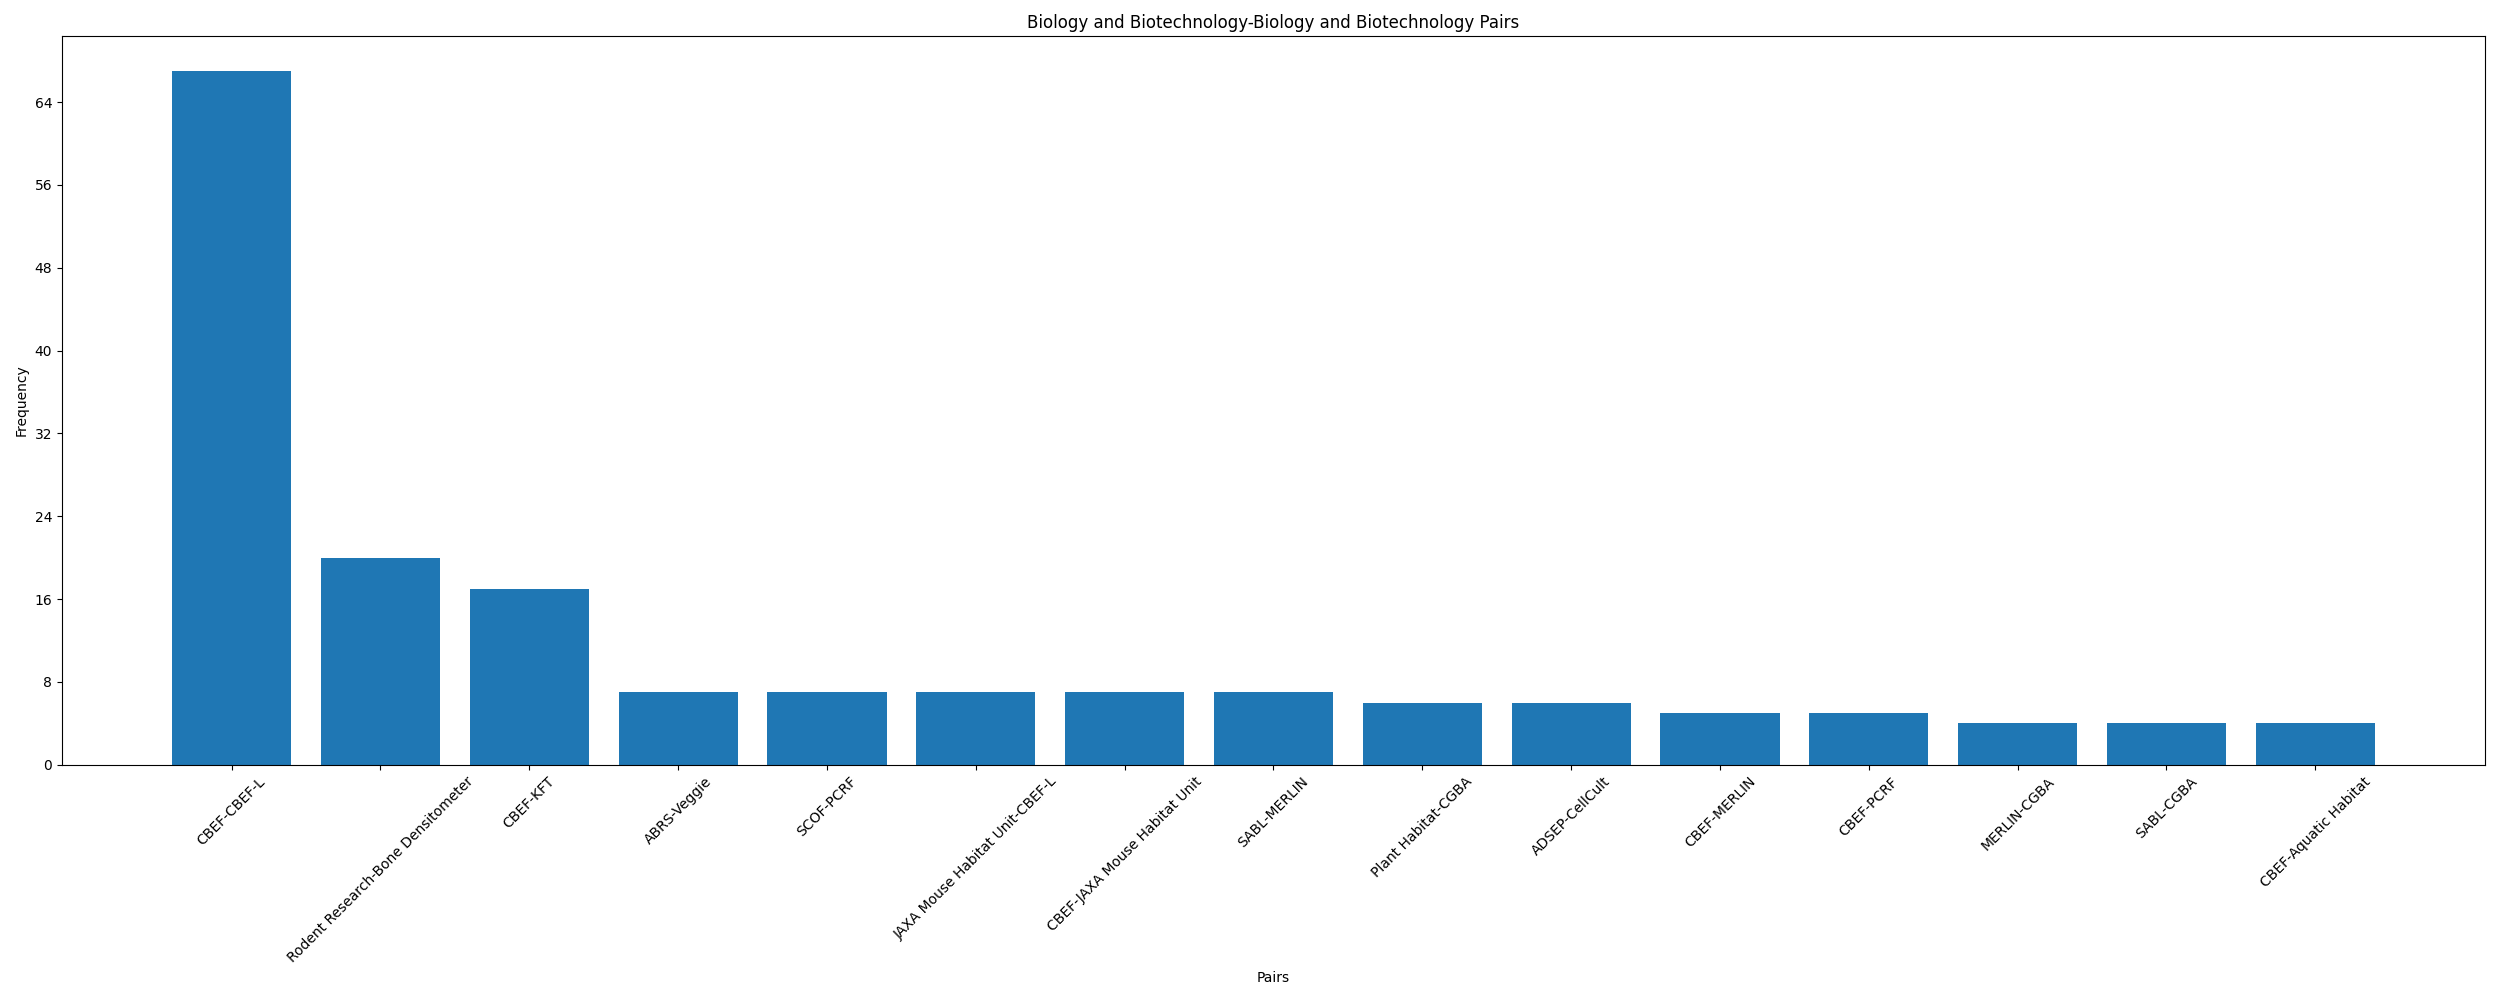 Biology and Biotechnology-Biology and Biotechnology Pairs
Frequency
64
56
48
40
32
24
16
8
0
CBEF-CBEF-L
Rodent Research-Bone Densitometer
CBEF-KFT
ABRS-Veggie
SCOF-PCRF
JAXA Mouse Habitat Unit-CBEF-L
CBEF-JAXA Mouse Habitat Unit
SABL-MERLIN
Plant Habitat-CGBA
ADSEP-CellCult
CBEF-MERLIN
CBEF-PCRF
MERLIN-CGBA
SABL-CGBA
CBEF-Aquatic Habitat
Pairs